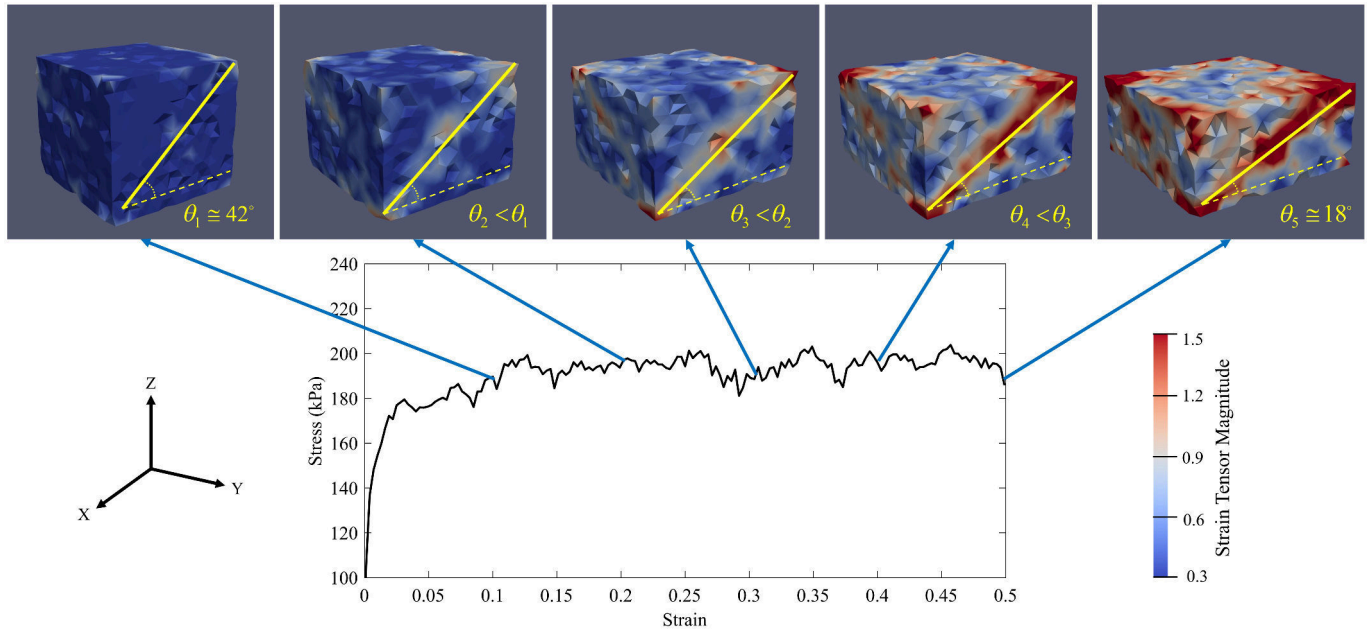 θ₁ ≅ 42°
θ₂ < θ₁
θ₃ < θ₂
θ₄ < θ₃
θ₅ ≅ 18°
240
220
200
180
160
140
120
100
Stress (kPa)
0
0.05
0.1
0.15
0.2
0.25
0.3
0.35
0.4
0.45
0.5
Strain
Z
X
Y
1.5
1.2
0.9
0.6
0.3
Strain Tensor Magnitude